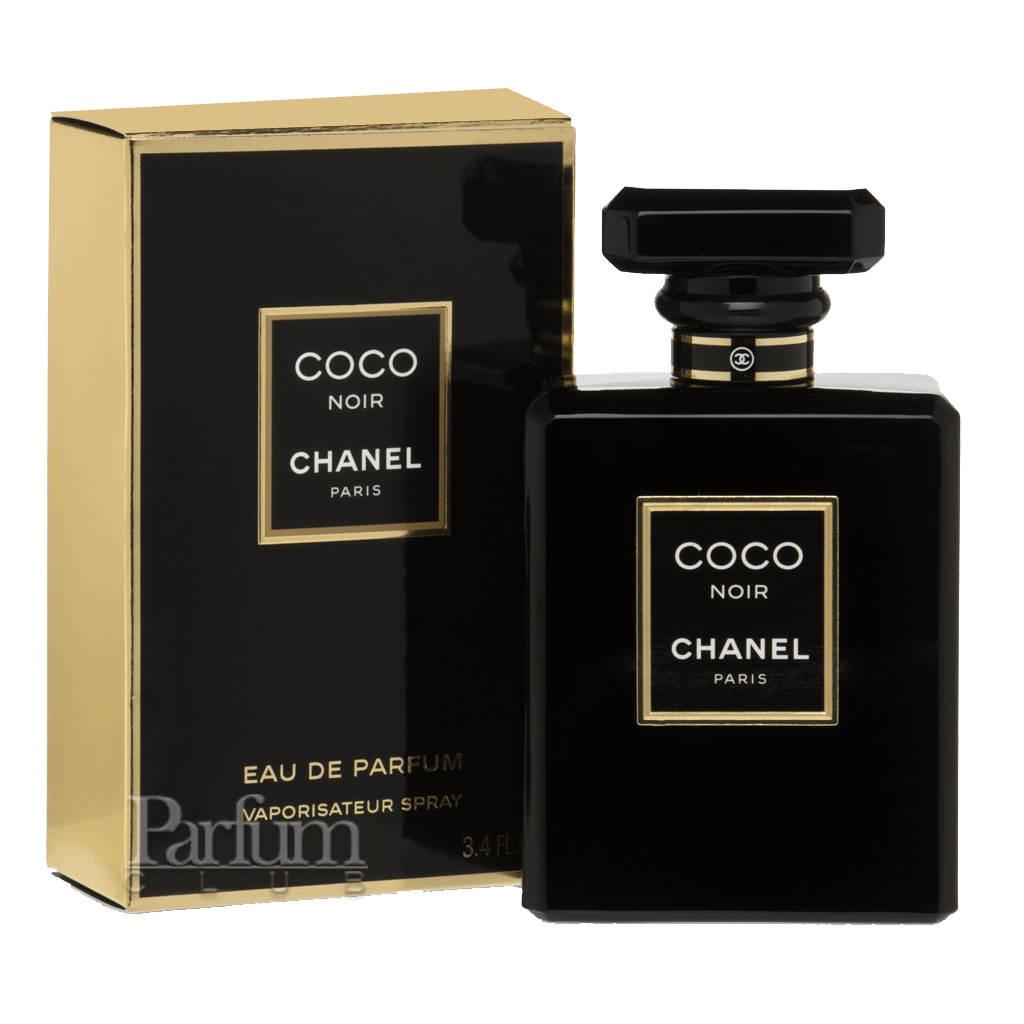 COCO
NOIR
CHANEL
PARIS
EAU DE PARFUM
VAPORISATEUR SPRAY
3.4 FL
Parfum
CLUB
COCO
NOIR
CHANEL
PARIS